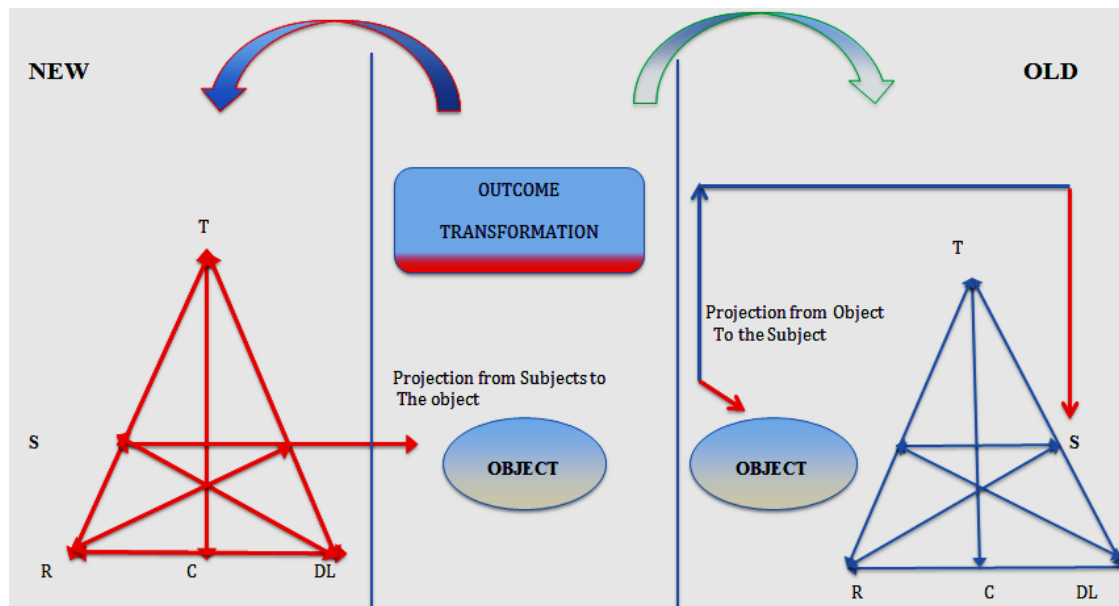 NEW
OLD
OUTCOME
TRANSFORMATION
T
T
Projection from Object
To the Subject
Projection from Subjects to
The object
S
S
OBJECT
OBJECT
R
C
DL
R
C
DL